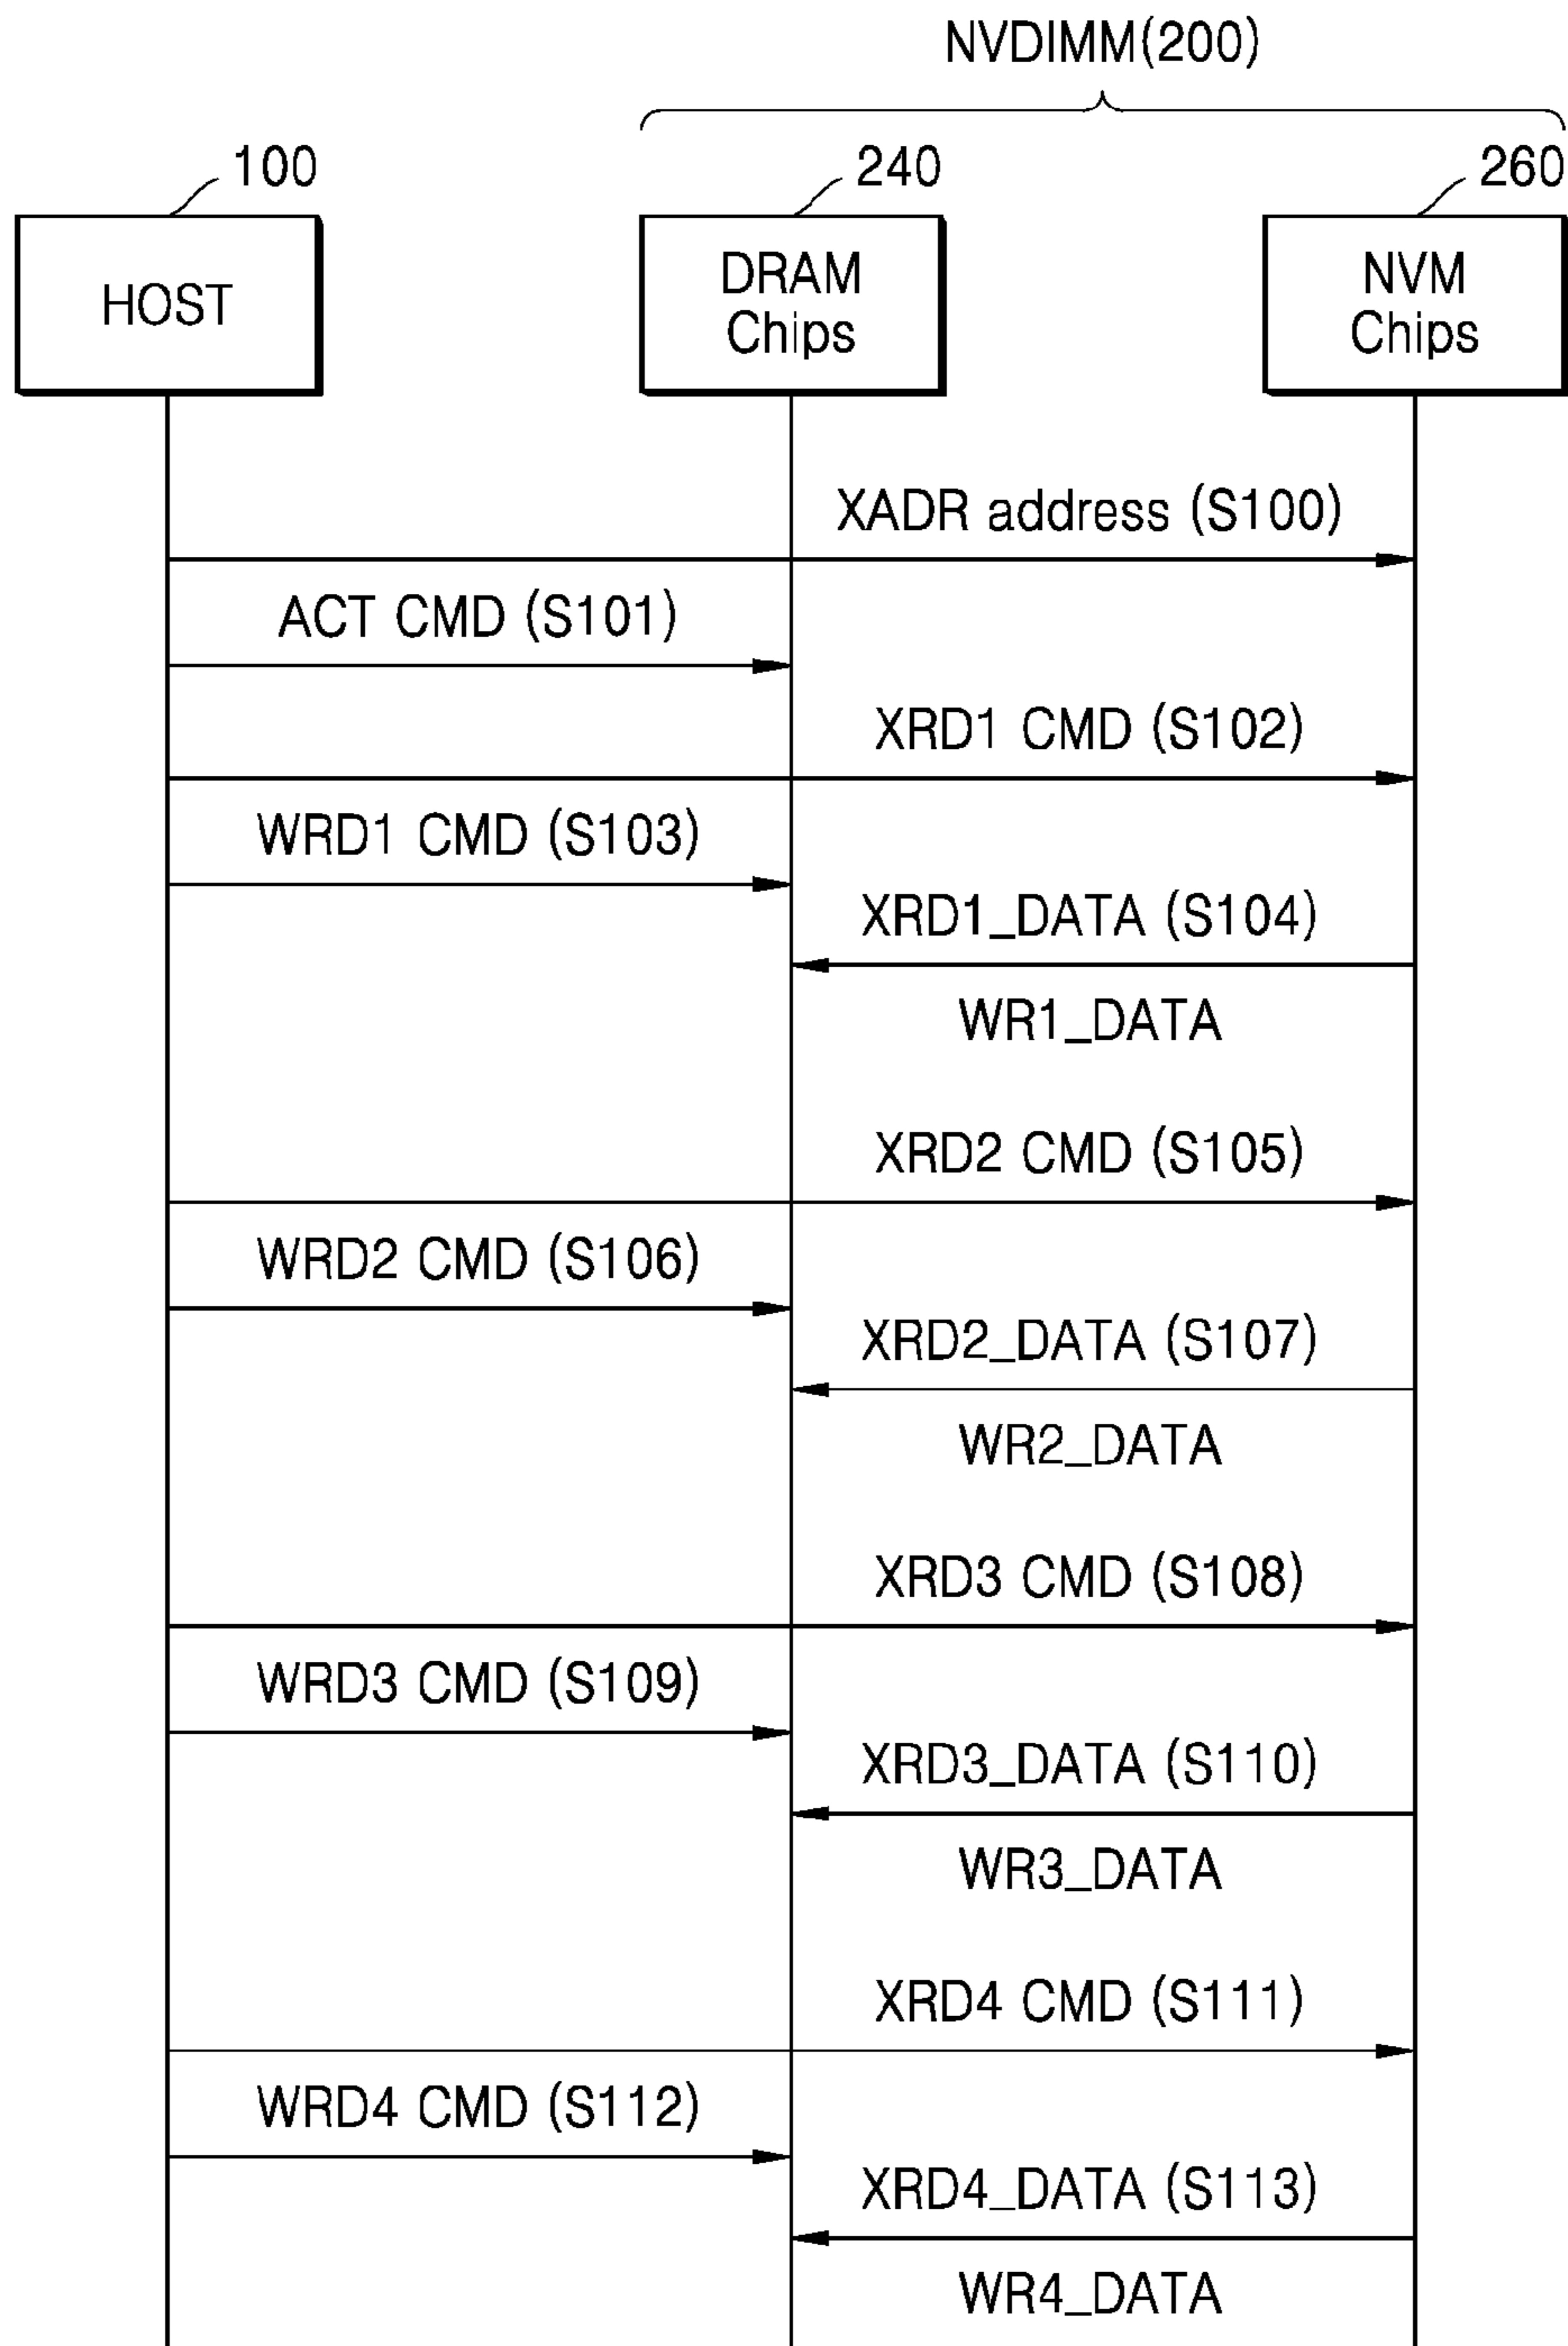 NVDIMM(200)
100
240
260
HOST
DRAM
Chips
NVM
Chips
XADR address (S100)
ACT CMD (S101)
XRD1 CMD (S102)
WRD1 CMD (S103)
XRD1_DATA (S104)
WR1_DATA
XRD2 CMD (S105)
WRD2 CMD (S106)
XRD2_DATA (S107)
WR2_DATA
XRD3 CMD (S108)
WRD3 CMD (S109)
XRD3_DATA (S110)
WR3_DATA
XRD4 CMD (S111)
WRD4 CMD (S112)
XRD4_DATA (S113)
WR4_DATA